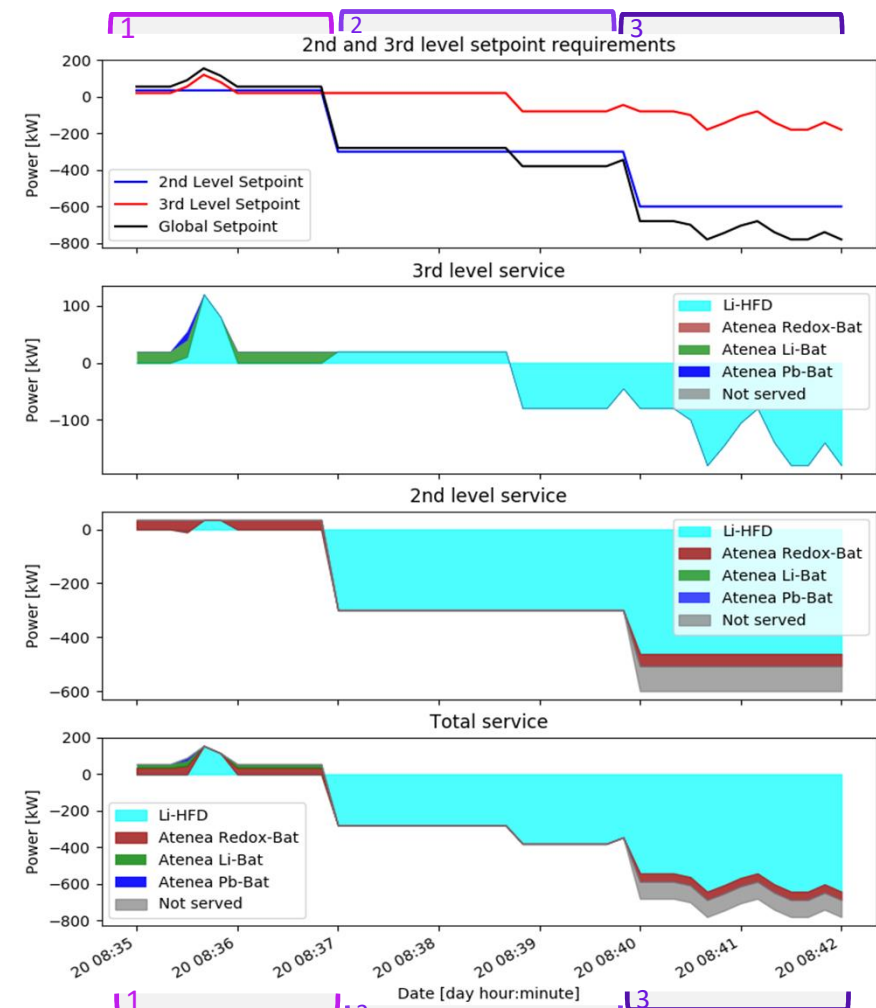 1 2 3
2nd and 3rd level setpoint requirements
200
0
−200
−400
−600
−800
Power [kW]
2nd Level Setpoint
3rd Level Setpoint
Global Setpoint
3rd level service
100
0
−100
Power [kW]
Li-HFD
Atenea Redox-Bat
Atenea Li-Bat
Atenea Pb-Bat
Not served
2nd level service
0
−200
−400
−600
Power [kW]
Li-HFD
Atenea Redox-Bat
Atenea Li-Bat
Atenea Pb-Bat
Not served
Total service
200
0
−200
−400
−600
−800
Power [kW]
Li-HFD
Atenea Redox-Bat
Atenea Li-Bat
Atenea Pb-Bat
Not served
20 08:35 20 08:36 20 08:37 20 08:38 20 08:39 20 08:40 20 08:41 20 08:42
Date [day hour:minute]
1 3